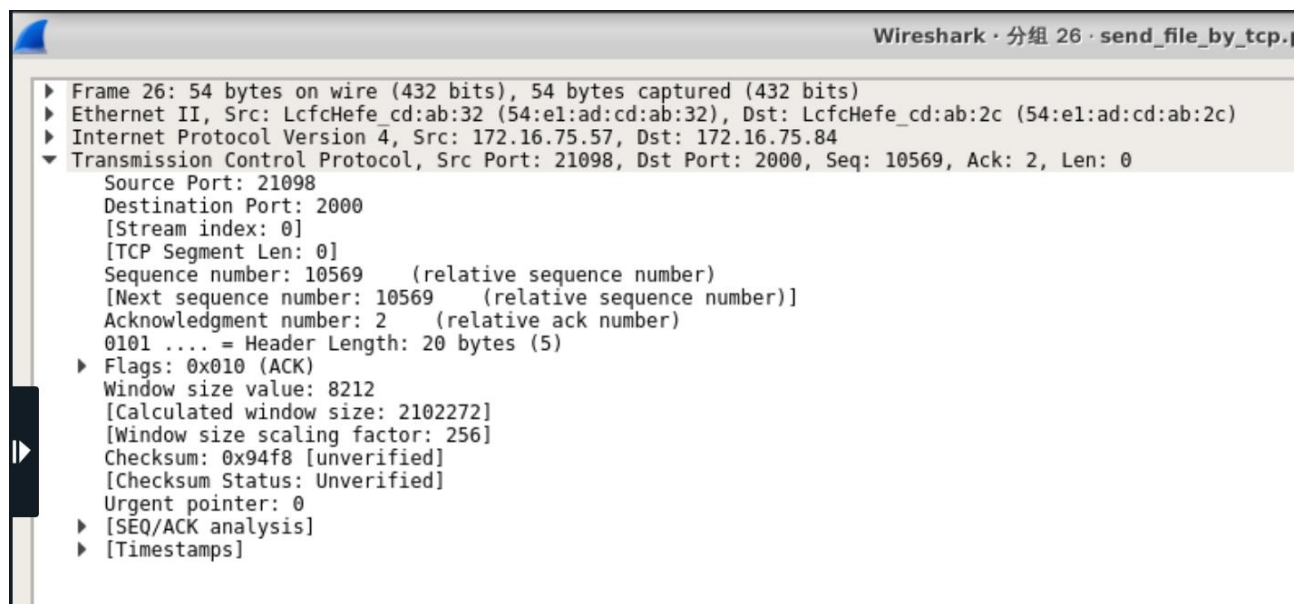 Wireshark · 分组 26 · send_file_by_tcp.
Frame 26: 54 bytes on wire (432 bits), 54 bytes captured (432 bits)
Ethernet II, Src: LcfcHefe_cd:ab:32 (54:e1:ad:cd:ab:32), Dst: LcfcHefe_cd:ab:2c (54:e1:ad:cd:ab:2c)
Internet Protocol Version 4, Src: 172.16.75.57, Dst: 172.16.75.84
Transmission Control Protocol, Src Port: 21098, Dst Port: 2000, Seq: 10569, Ack: 2, Len: 0
Source Port: 21098
Destination Port: 2000
[Stream index: 0]
[TCP Segment Len: 0]
Sequence number: 10569    (relative sequence number)
[Next sequence number: 10569    (relative sequence number)]
Acknowledgment number: 2    (relative ack number)
0101 .... = Header Length: 20 bytes (5)
Flags: 0x010 (ACK)
Window size value: 8212
[Calculated window size: 2102272]
[Window size scaling factor: 256]
Checksum: 0x94f8 [unverified]
[Checksum Status: Unverified]
Urgent pointer: 0
[SEQ/ACK analysis]
[Timestamps]